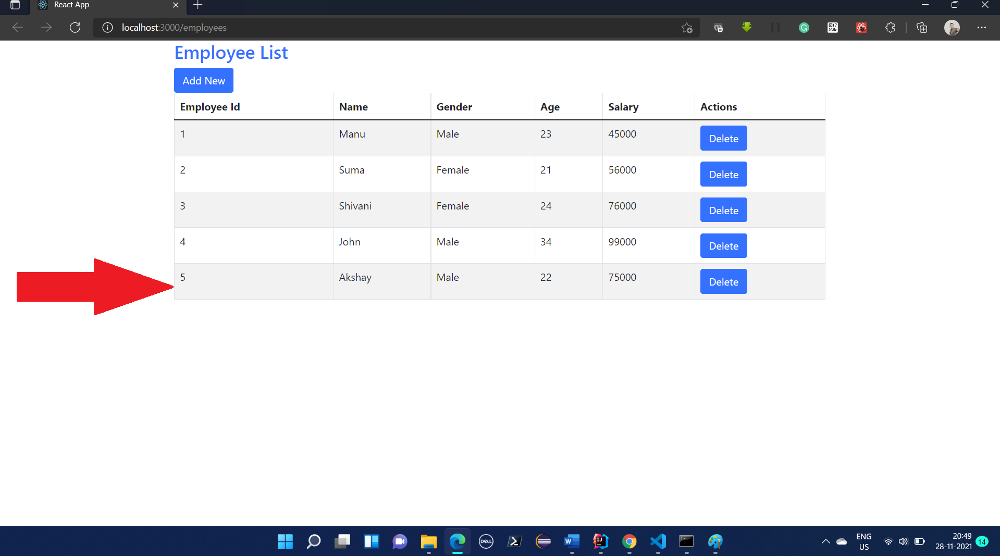 React App
localhost:3000/employees
Employee List
Add New
Employee Id Name Gender Age Salary Actions
1 Manu Male 23 45000 Delete
2 Suma Female 21 56000 Delete
3 Shivani Female 24 76000 Delete
4 John Male 34 99000 Delete
5 Akshay Male 22 75000 Delete
DELL
W
IJ
ENG
US
20:49
28-11-2021
14